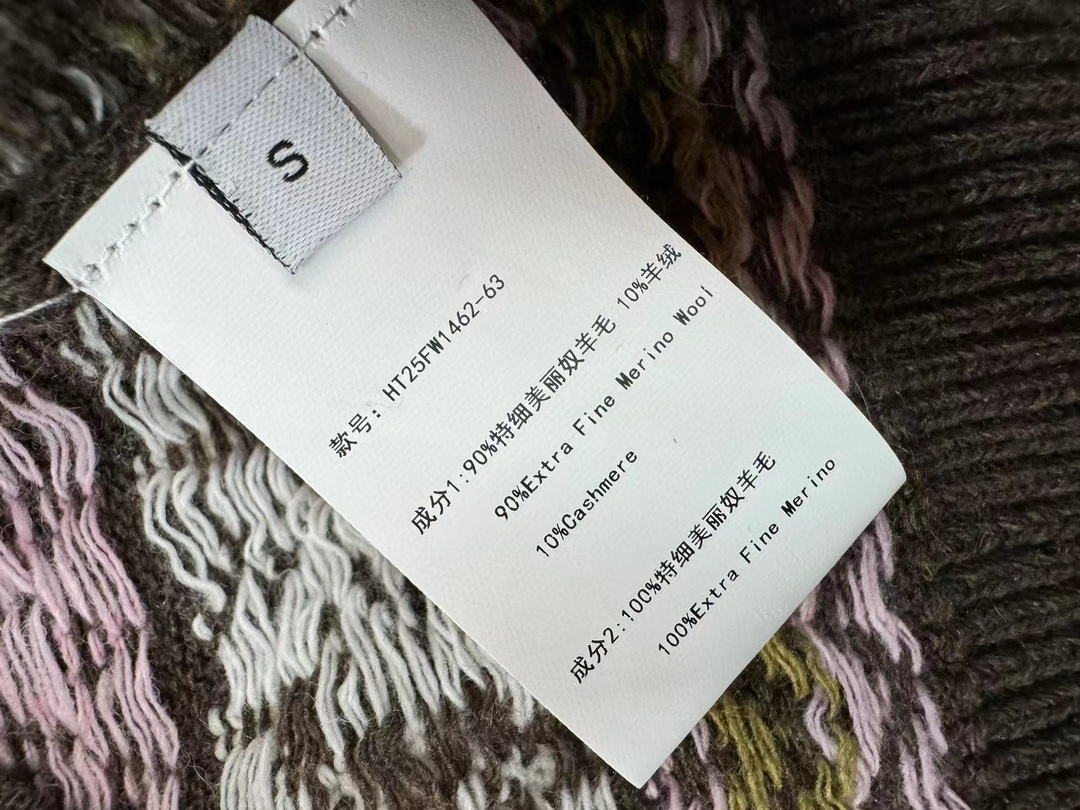 S
款号: HT25FW1462-63
成分1:90%特细美丽奴羊毛 10%羊绒
90%Extra Fine Merino Wool
10%Cashmere
成分2:100%特细美丽奴羊毛
100%Extra Fine Merino